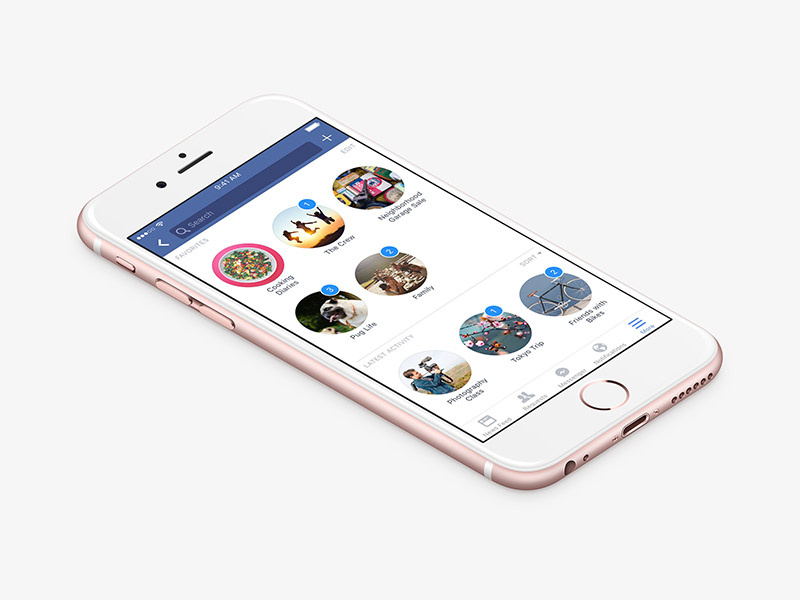 9:41 AM
Search
FAVORITES
EDIT
Cooking
Diaries
1
The Crew
Neighborhood
Garage Sale
3
Pug Life
2
Family
LATEST ACTIVITY
SORT
Photography
Class
1
Tokyo Trip
2
Friends with
Bikes
News Feed
Requests
Messenger
Notifications
More